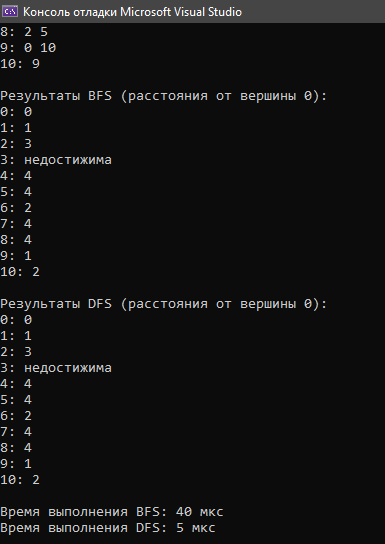 Консоль отладки Microsoft Visual Studio
8: 2 5
9: 0 10
10: 9
Результаты BFS (расстояния от вершины 0):
0: 0
1: 1
2: 3
3: недостижима
4: 4
5: 4
6: 2
7: 4
8: 4
9: 1
10: 2
Результаты DFS (расстояния от вершины 0):
0: 0
1: 1
2: 3
3: недостижима
4: 4
5: 4
6: 2
7: 4
8: 4
9: 1
10: 2
Время выполнения BFS: 40 мкс
Время выполнения DFS: 5 мкс